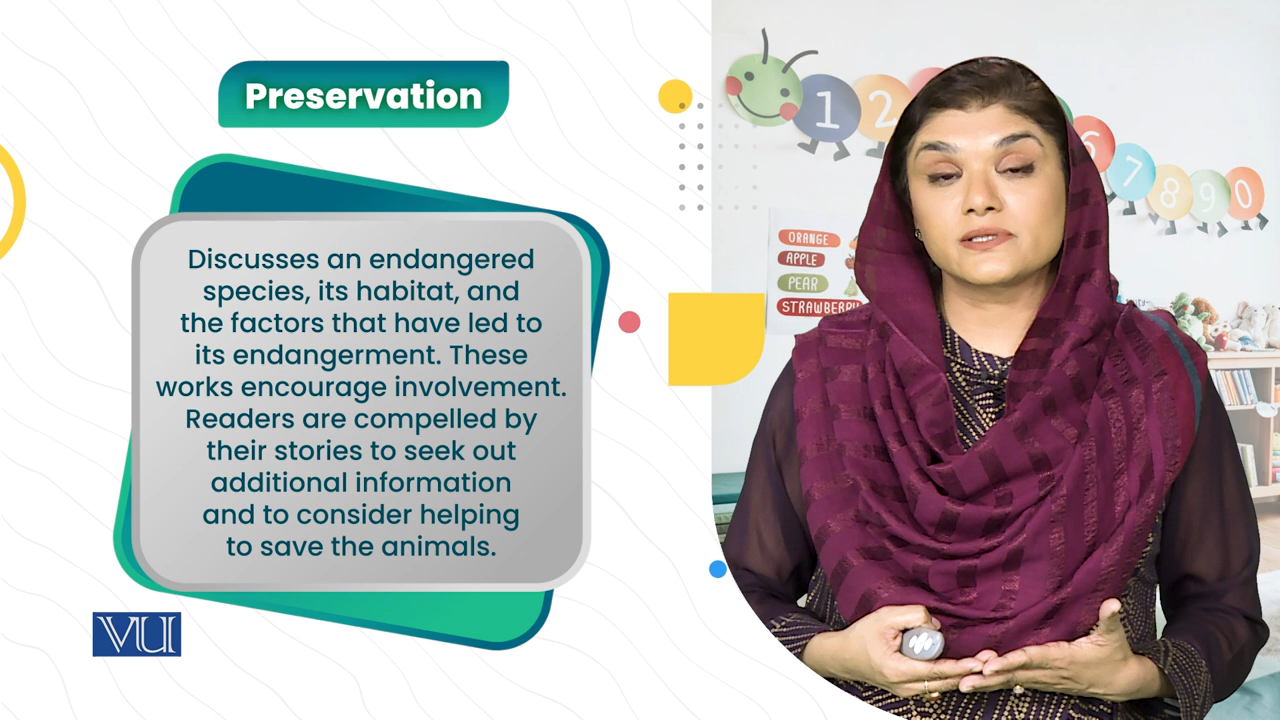 Preservation
Discusses an endangered
species, its habitat, and
the factors that have led to
its endangerment. These
works encourage involvement.
Readers are compelled by
their stories to seek out
additional information
and to consider helping
to save the animals.
VU
1 2
6 7 8 9 0
ORANGE
APPLE
PEAR
STRAWBERRY